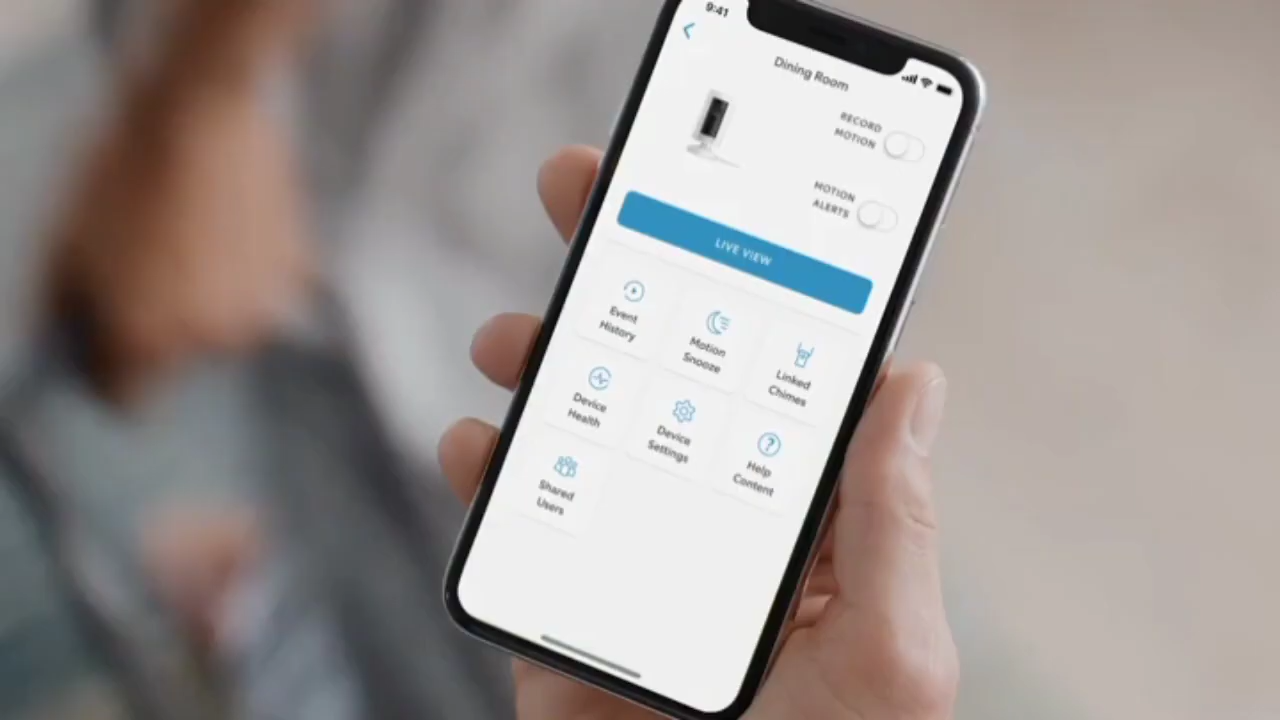 9:41
Dining Room
RECORD
MOTION
MOTION
ALERTS
LIVE VIEW
Event
History
Motion
Snooze
Linked
Chimes
Device
Health
Device
Settings
Help
Content
Shared
Users